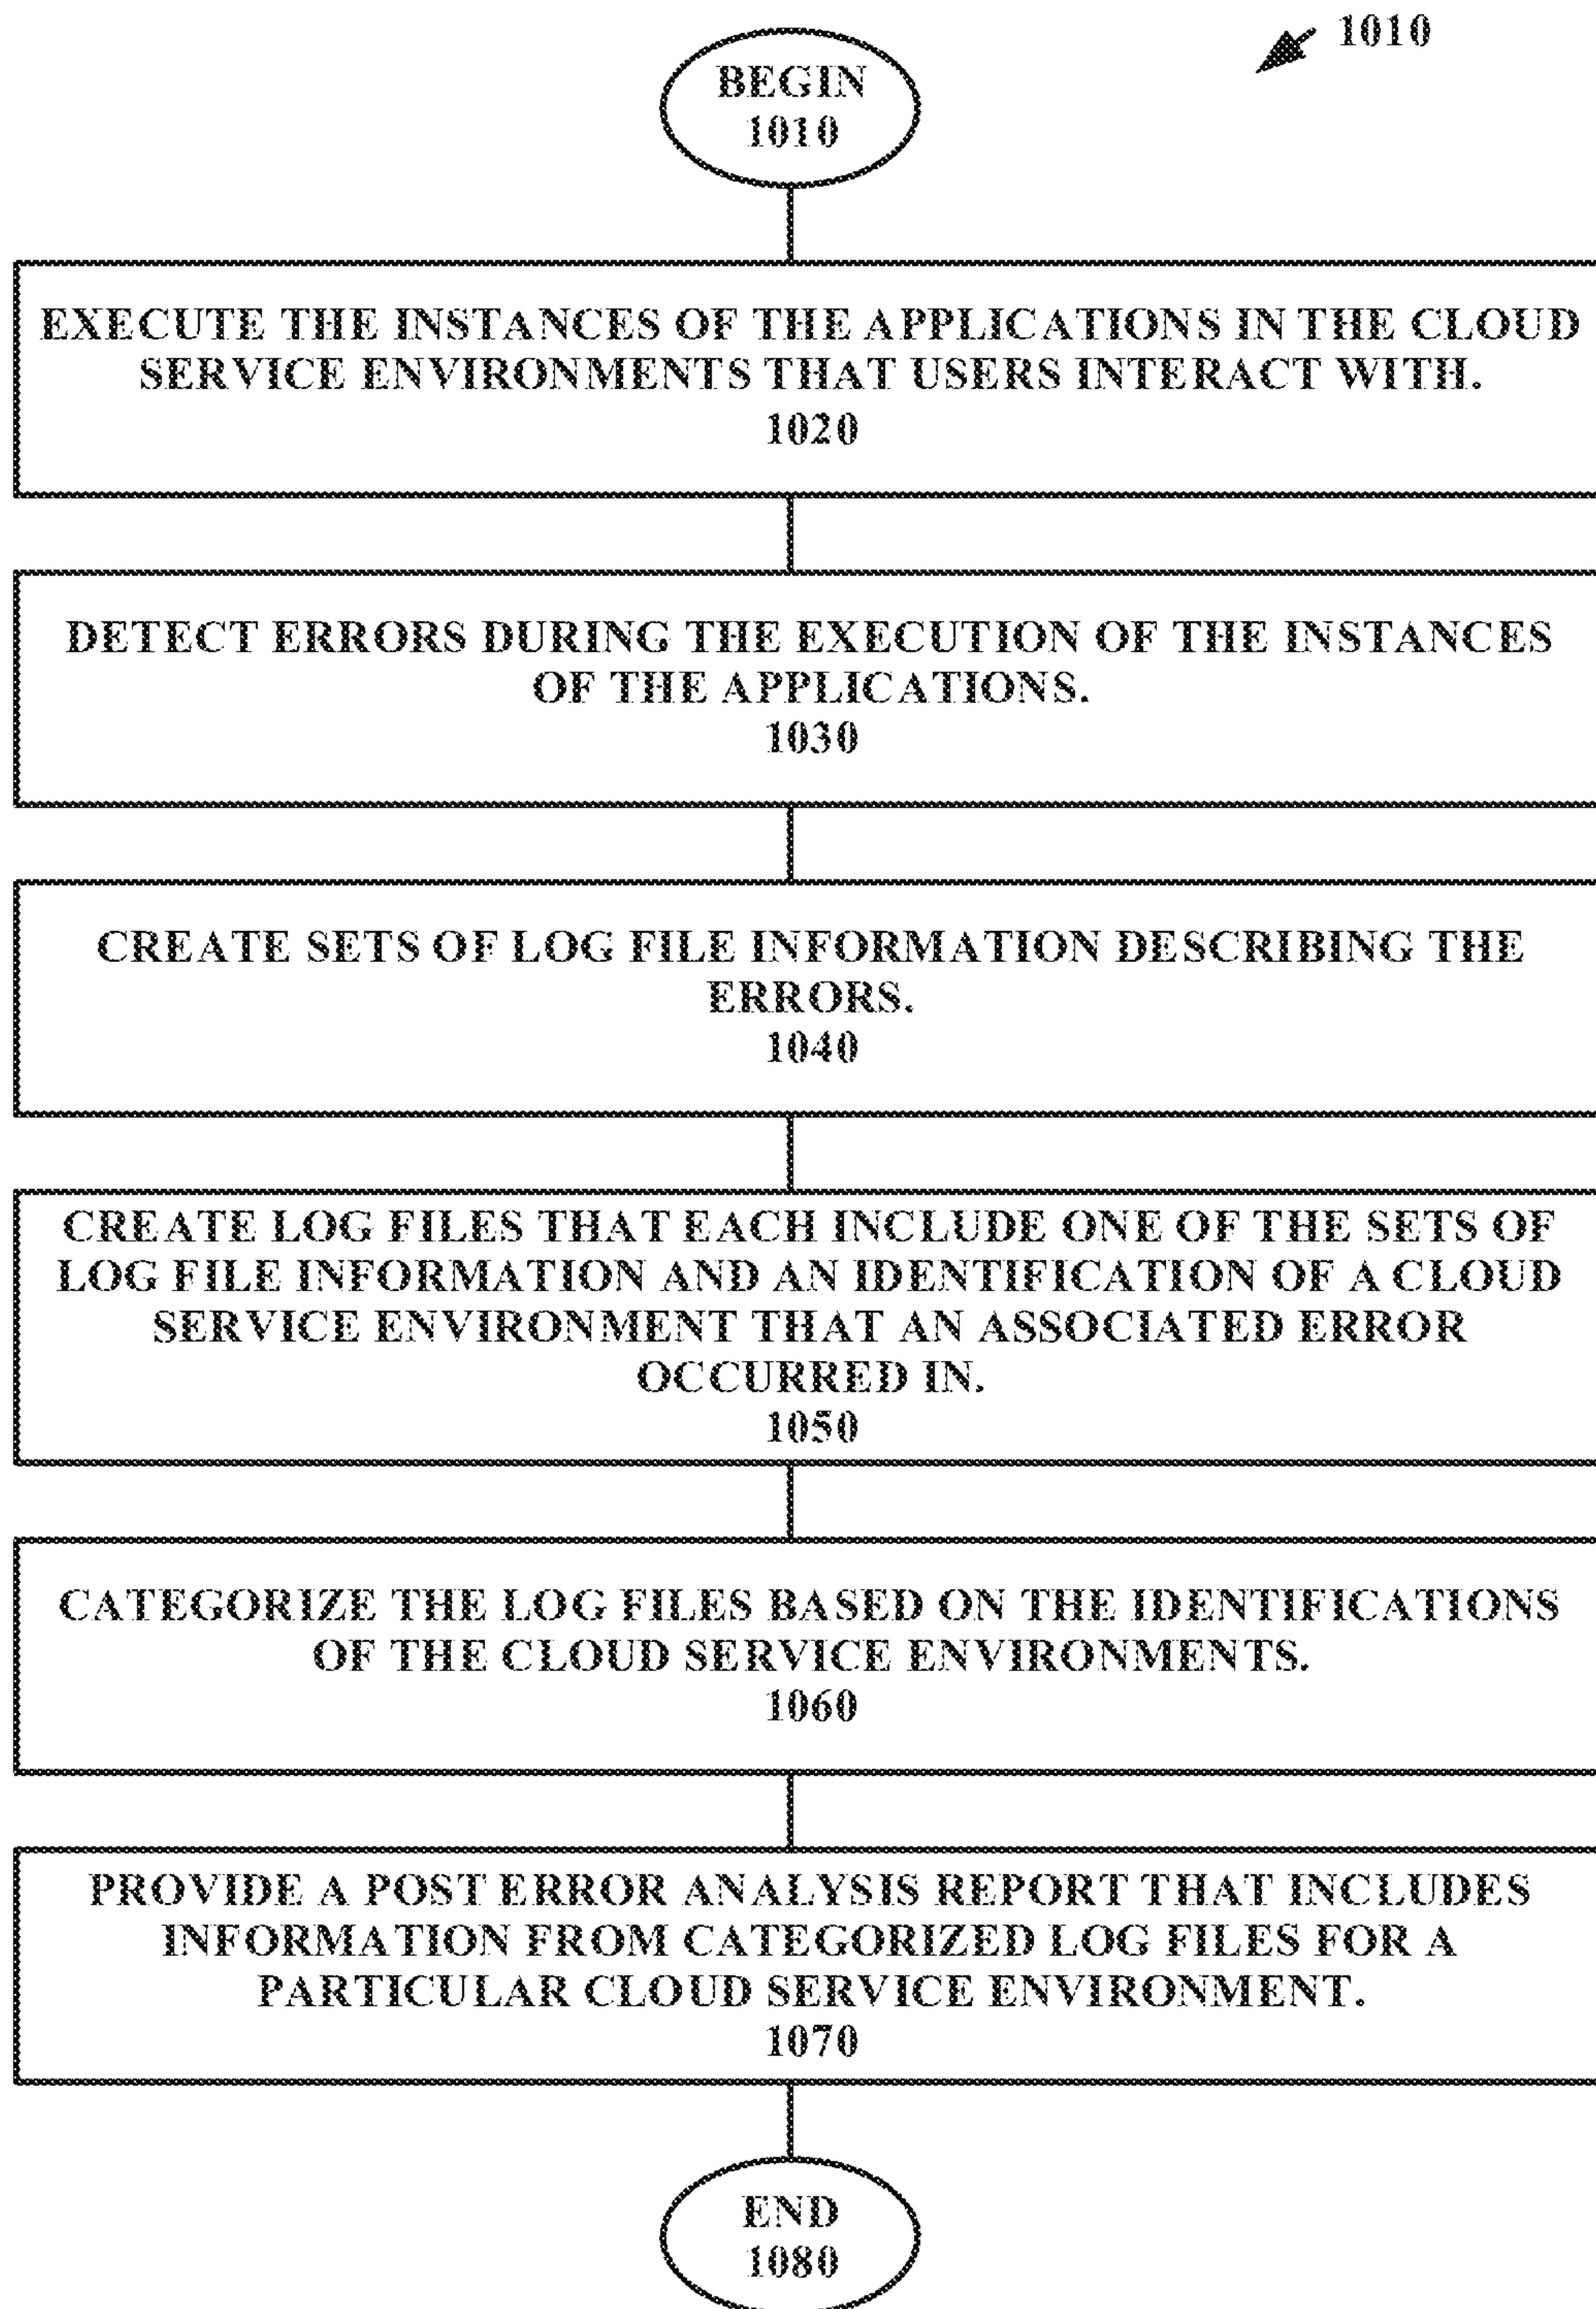 1010
BEGIN
1010
EXECUTE THE INSTANCES OF THE APPLICATIONS IN THE CLOUD
SERVICE ENVIRONMENTS THAT USERS INTERACT WITH.
1020
DETECT ERRORS DURING THE EXECUTION OF THE INSTANCES
OF THE APPLICATIONS.
1030
CREATE SETS OF LOG FILE INFORMATION DESCRIBING THE
ERRORS.
1040
CREATE LOG FILES THAT EACH INCLUDE ONE OF THE SETS OF
LOG FILE INFORMATION AND AN IDENTIFICATION OF A CLOUD
SERVICE ENVIRONMENT THAT AN ASSOCIATED ERROR
OCCURRED IN.
1050
CATEGORIZE THE LOG FILES BASED ON THE IDENTIFICATIONS
OF THE CLOUD SERVICE ENVIRONMENTS.
1060
PROVIDE A POST ERROR ANALYSIS REPORT THAT INCLUDES
INFORMATION FROM CATEGORIZED LOG FILES FOR A
PARTICULAR CLOUD SERVICE ENVIRONMENT.
1070
END
1080